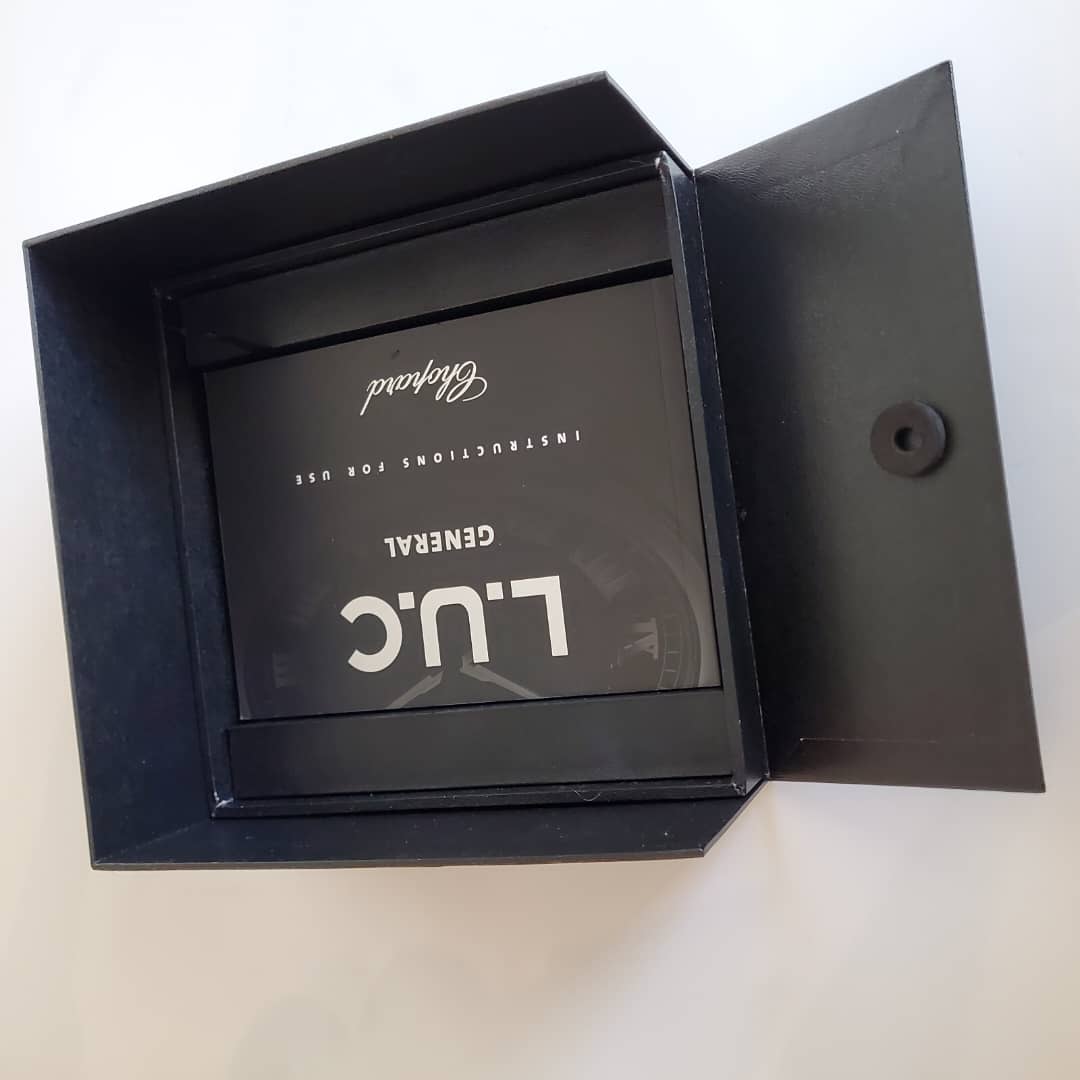 L.U.C
GENERAL
INSTRUCTIONS FOR USE
Chopard